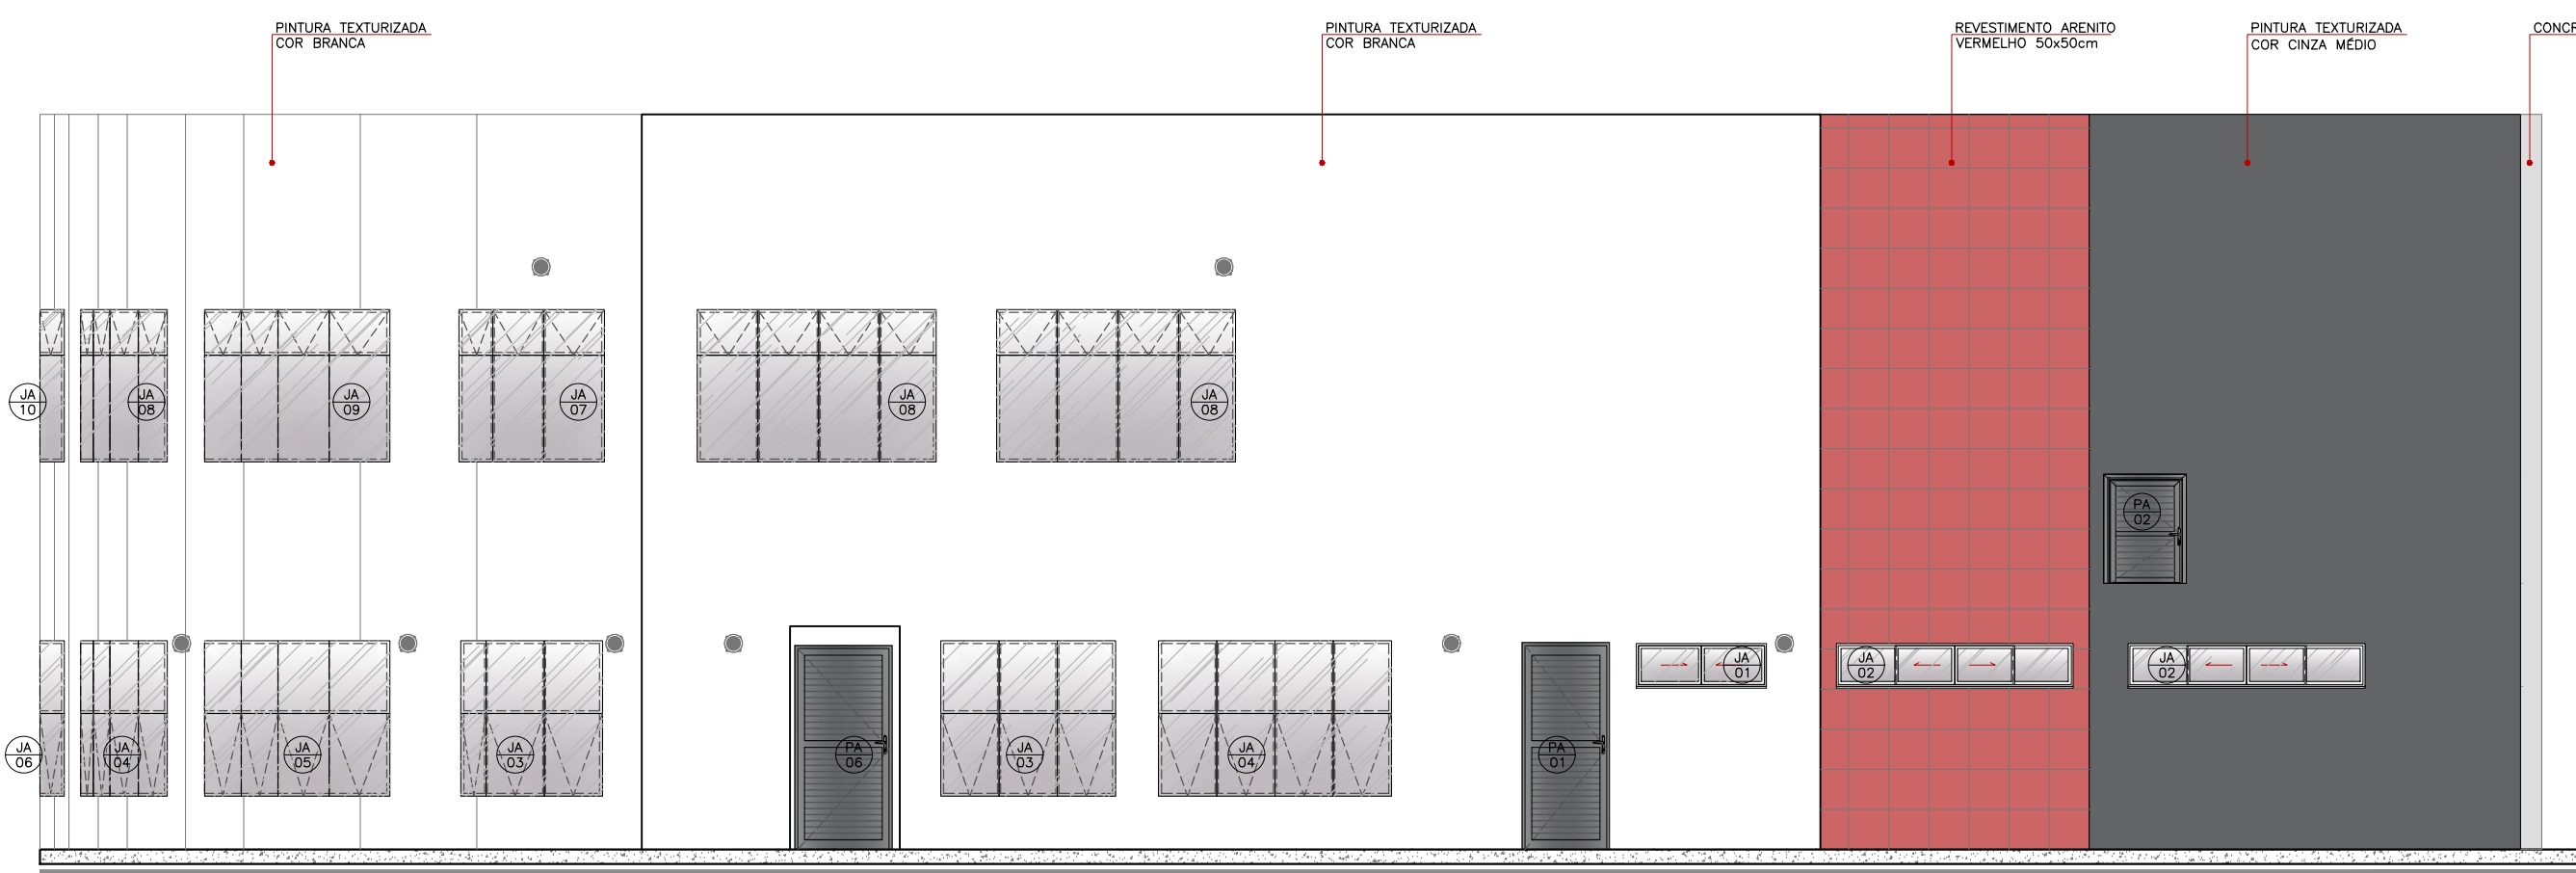 PINTURA TEXTURIZADA
COR BRANCA
PINTURA TEXTURIZADA
COR BRANCA
REVESTIMENTO ARENITO
VERMELHO 50x50cm
PINTURA TEXTURIZADA
COR CINZA MÉDIO
CONCR
JA
10
JA
08
JA
09
JA
07
JA
08
JA
08
PA
02
JA
01
JA
02
JA
02
JA
06
JA
04
JA
05
JA
03
PA
06
JA
03
JA
04
PA
01